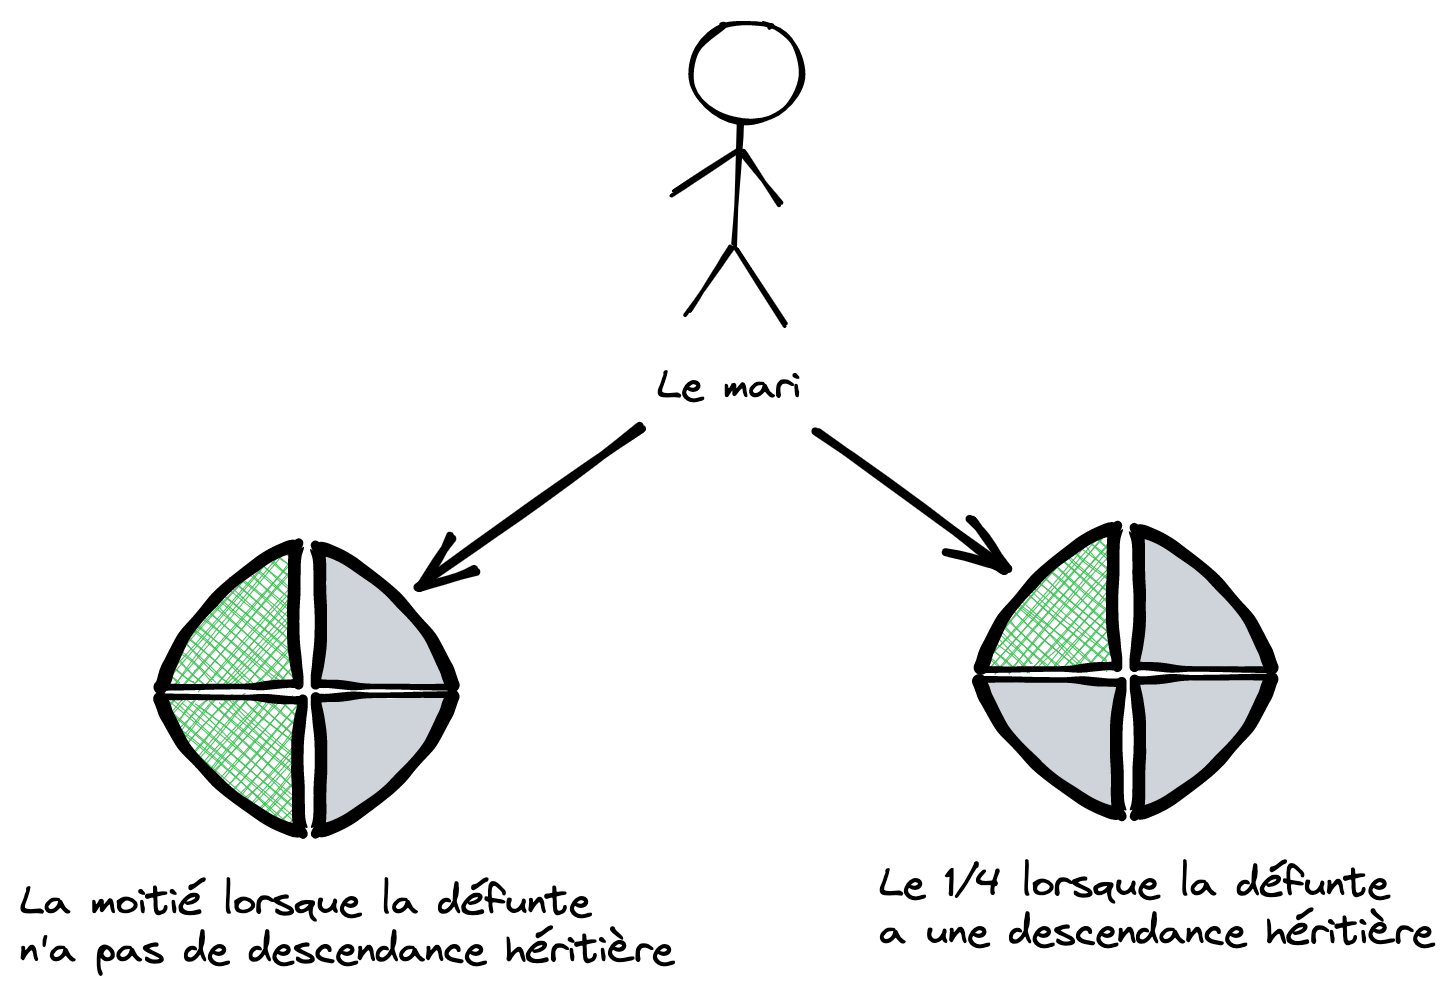 Le mari
La moitié lorsque la défunte
n'a pas de descendance héritière
Le 1/4 lorsque la défunte
a une descendance héritière